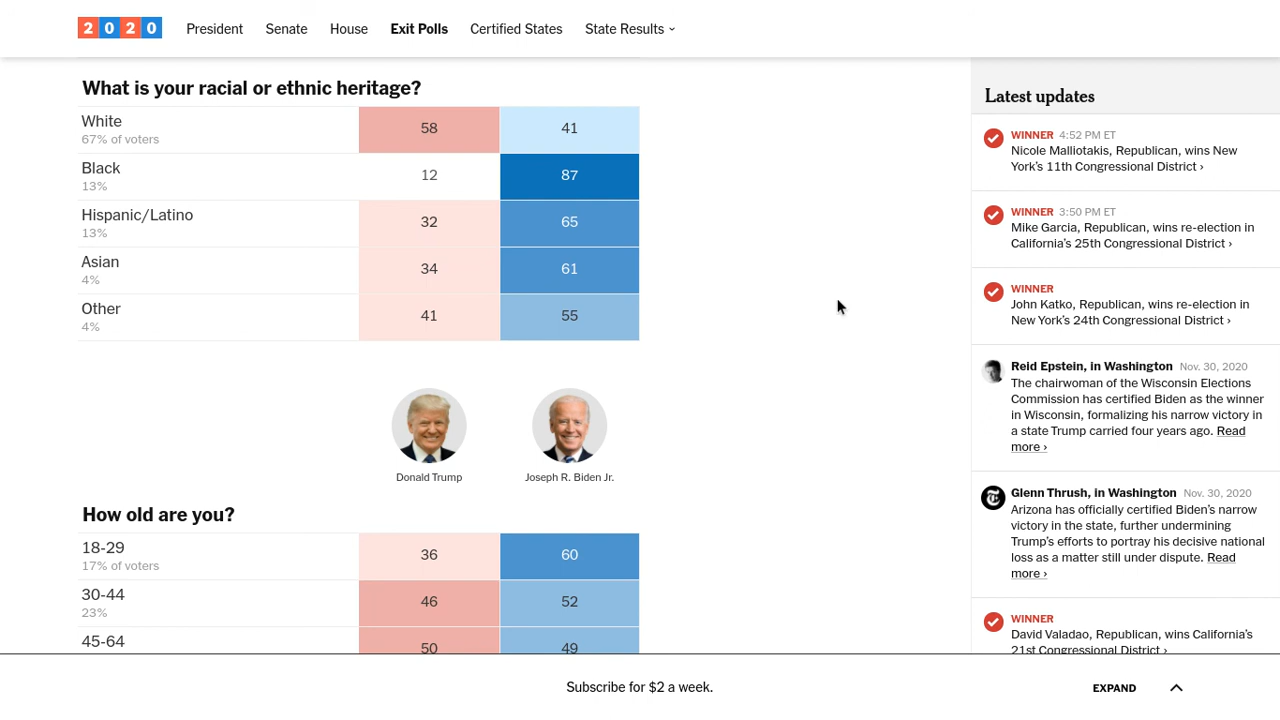 2020 President Senate House Exit Polls Certified States State Results
What is your racial or ethnic heritage?
White 58 41
67% of voters
Black 12 87
13%
Hispanic/Latino 32 65
13%
Asian 34 61
4%
Other 41 55
4%
Donald Trump Joseph R. Biden Jr.
How old are you?
18-29 36 60
17% of voters
30-44 46 52
23%
45-64 50 49
Latest updates
WINNER 4:52 PM ET
Nicole Malliotakis, Republican, wins New
York's 11th Congressional District ›
WINNER 3:50 PM ET
Mike Garcia, Republican, wins re-election in
California's 25th Congressional District ›
WINNER
John Katko, Republican, wins re-election in
New York's 24th Congressional District ›
Reid Epstein, in Washington Nov. 30, 2020
The chairwoman of the Wisconsin Elections
Commission has certified Biden as the winner
in Wisconsin, formalizing his narrow victory in
a state Trump carried four years ago. Read
more ›
Glenn Thrush, in Washington Nov. 30, 2020
Arizona has officially certified Biden's narrow
victory in the state, further undermining
Trump's efforts to portray his decisive national
loss as a matter still under dispute. Read
more ›
WINNER
David Valadao, Republican, wins California's
21st Congressional District ›
Subscribe for $2 a week.
EXPAND